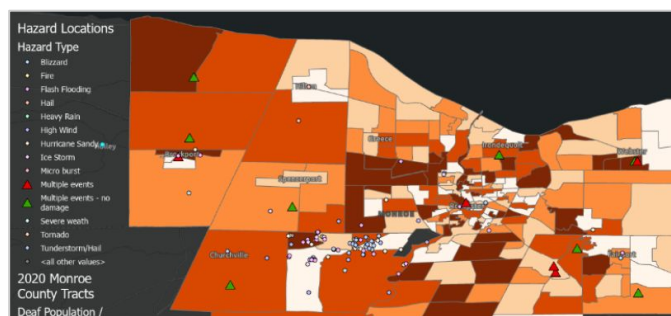 Hazard Locations
Hazard Type
Blizzard
Fire
Flash Flooding
Hail
Heavy Rain
High Wind
Hurricane Sandy
Ice Storm
Micro burst
Multiple events
Multiple events - no
damage
Severe weath
Tornado
Tunderstorm/Hail
<all other values>
2020 Monroe
County Tracts
Deaf Population /
Hilton
Greece
Irondequoit
Webster
Brockport
Spencerport
MONROE
Churchville
Fairport